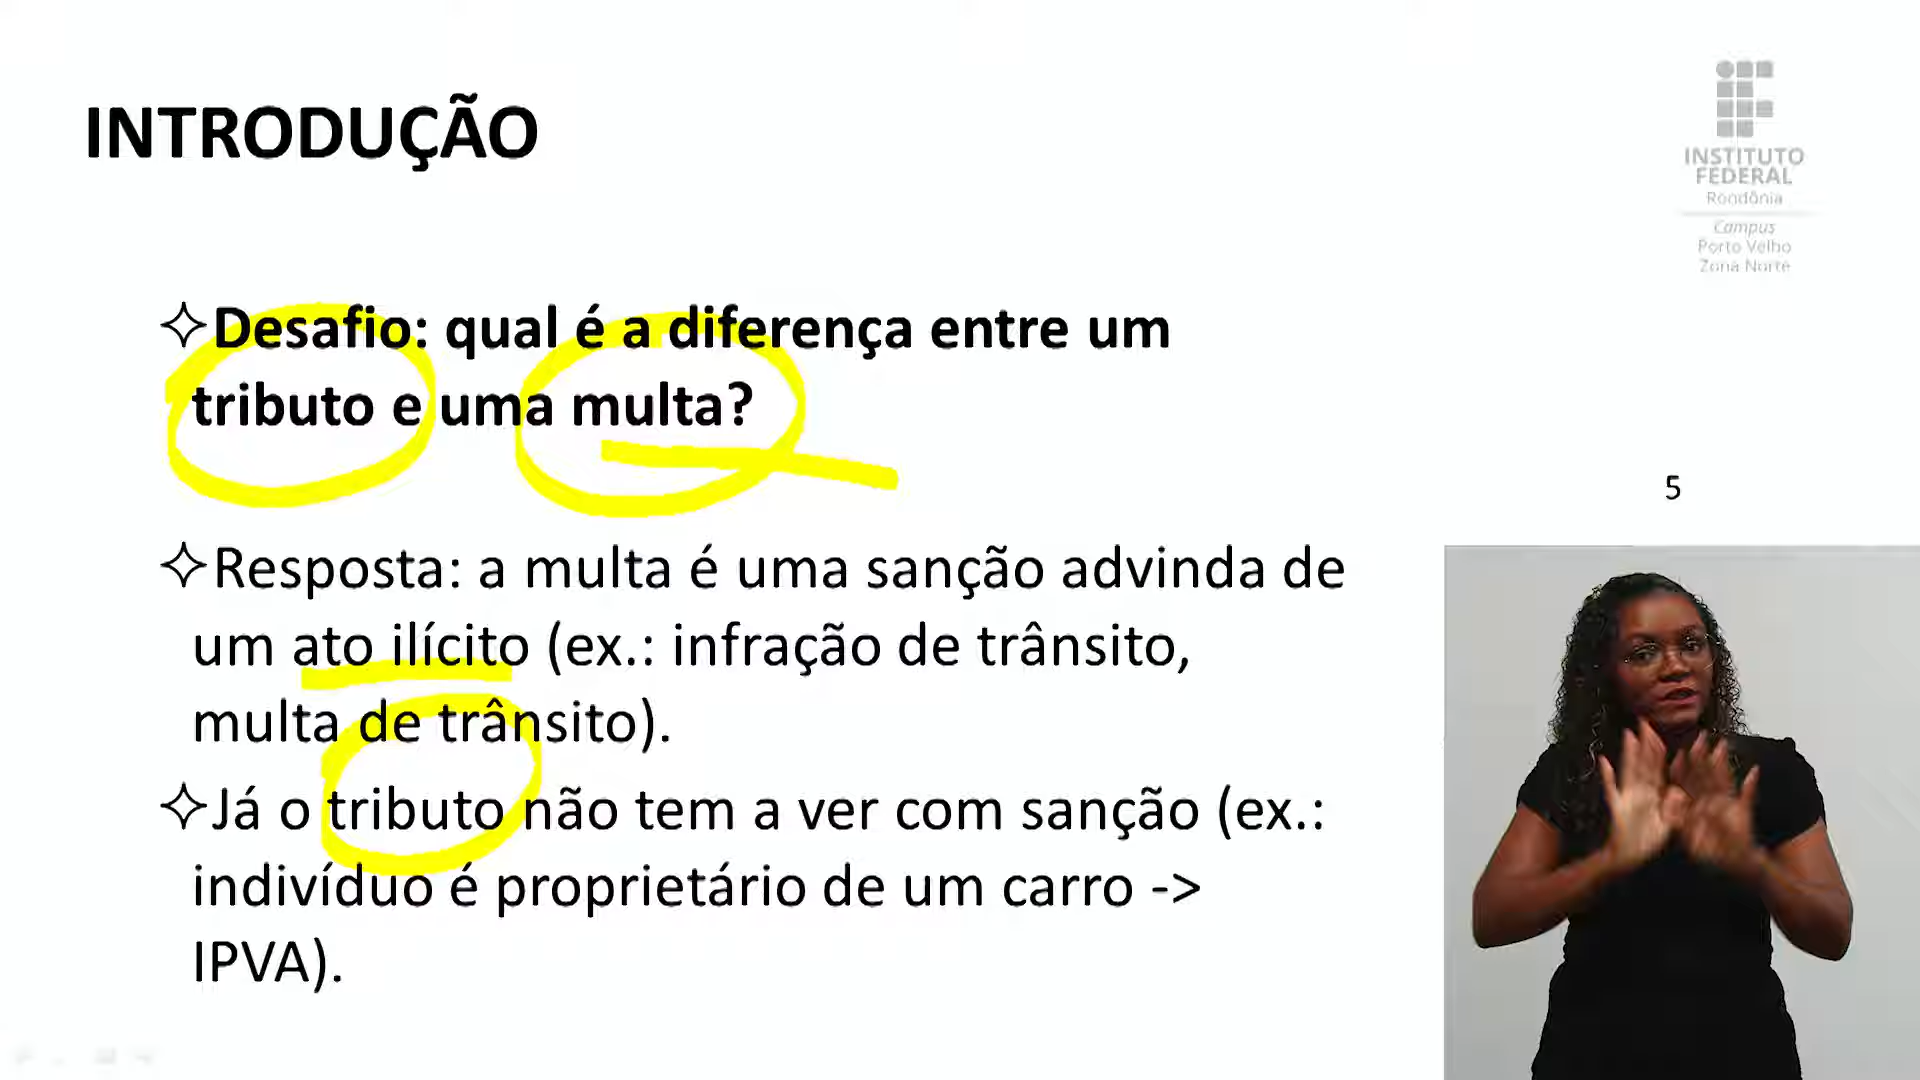 INTRODUÇÃO
INSTITUTO
FEDERAL
Rondônia
Campus
Porto Velho
Zona Norte
✧Desafio: qual é a diferença entre um
tributo e uma multa?
5
✧Resposta: a multa é uma sanção advinda de
um ato ilícito (ex.: infração de trânsito,
multa de trânsito).
✧Já o tributo não tem a ver com sanção (ex.:
indivíduo é proprietário de um carro ->
IPVA).